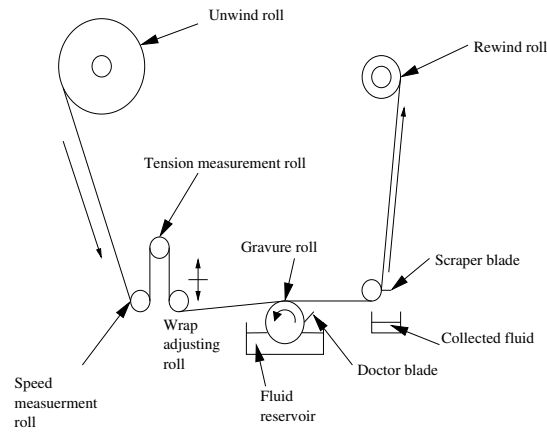 Unwind roll
Rewind roll
Tension measurement roll
Gravure roll
Scraper blade
Wrap
adjusting
roll
Collected fluid
Doctor blade
Speed
measuerment
roll
Fluid
reservoir